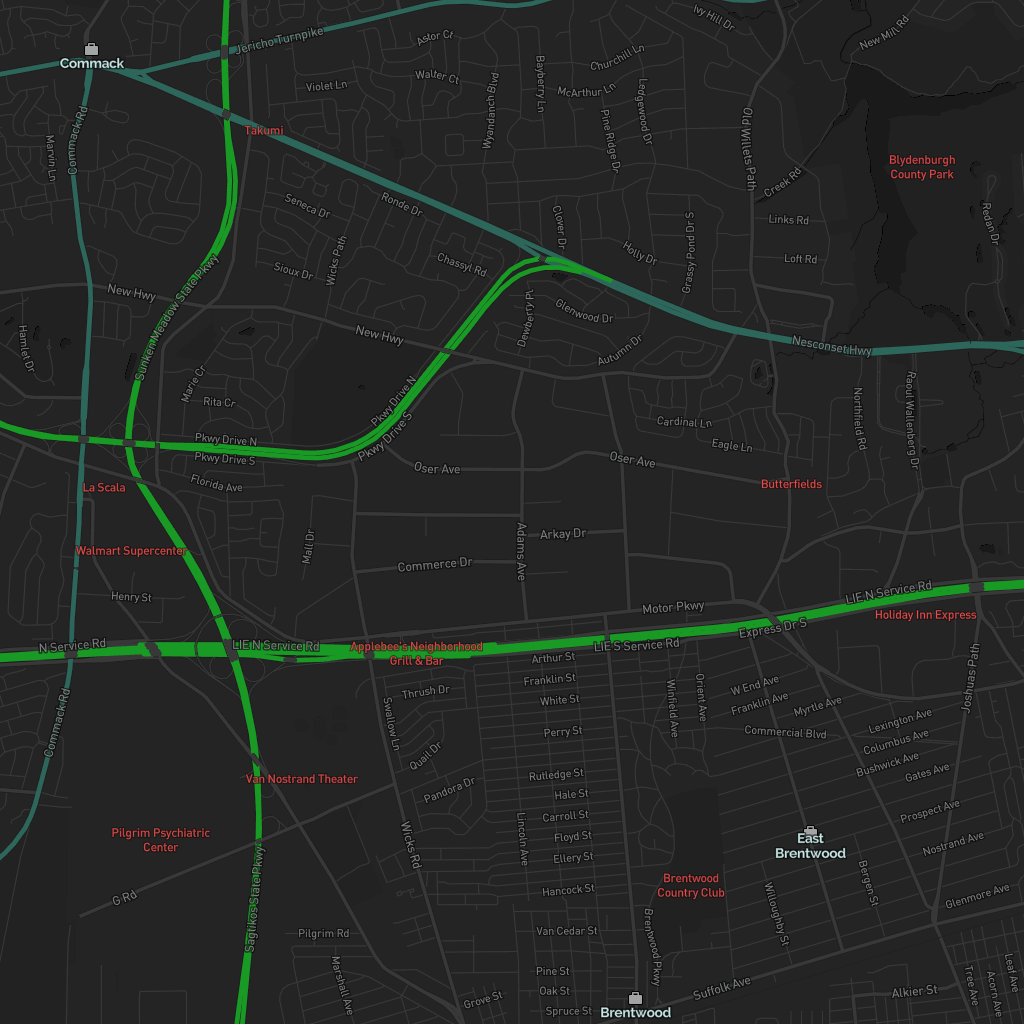 Ivy Hill Dr
New Mill Rd
Jericho Turnpike
Astor Ct
Commack
Churchill Ln
Violet Ln
Walter Ct
Wyandanch Blvd
Bayberry Ln
McArthur Ln
Ledgewood Dr
Commack Rd
Marvin Ln
Takumi
Pine Ridge Dr
Old Willets Path
Blydenburgh
County Park
Creek Rd
Seneca Dr
Ronde Dr
Clover Dr
Links Rd
Redan Dr
Wicks Path
Holly Dr
Grassy Pond Dr S
Loft Rd
Sioux Dr
Chassyl Rd
New Hwy
Sunken Meadow State Pkwy
Dewberry Pl
Glenwood Dr
New Hwy
Autumn Dr
Nesconset Hwy
Hamlet Dr
Marie Cr
Rita Cr
Pkwy Drive N
Pkwy Drive S
Cardinal Ln
Eagle Ln
Northfield Rd
Raoul Wallenberg Dr
Pkwy Drive N
Pkwy Drive S
Oser Ave
Oser Ave
Florida Ave
La Scala
Butterfields
Walmart Supercenter
Mall Dr
Adams Ave
Arkay Dr
Commerce Dr
Henry St
Motor Pkwy
LIE N Service Rd
Holiday Inn Express
Express Dr S
N Service Rd
LIE N Service Rd
Applebee's Neighborhood
Grill & Bar
LIE S Service Rd
Arthur St
Franklin St
Thrush Dr
White St
W End Ave
Franklin Ave
Myrtle Ave
Joshuas Path
Commack Rd
Swallow Ln
Winfield Ave
Orient Ave
Perry St
Commercial Blvd
Lexington Ave
Columbus Ave
Bushwick Ave
Gates Ave
Quail Dr
Van Nostrand Theater
Pandora Dr
Rutledge St
Hale St
Carroll St
Prospect Ave
Pilgrim Psychiatric
Center
Wicks Rd
Lincoln Ave
Floyd St
East
Brentwood
Nostrand Ave
Ellery St
Brentwood
Country Club
Hancock St
Bergen St
G Rd
Sagtikos State Pkwy
Glenmore Ave
Willoughby St
Pilgrim Rd
Van Cedar St
Brentwood Pkwy
Marshall Ave
Pine St
Oak St
Suffolk Ave
Alkier St
Tree Ave
Acorn Ave
Leaf Ave
Grove St
Spruce St
Brentwood